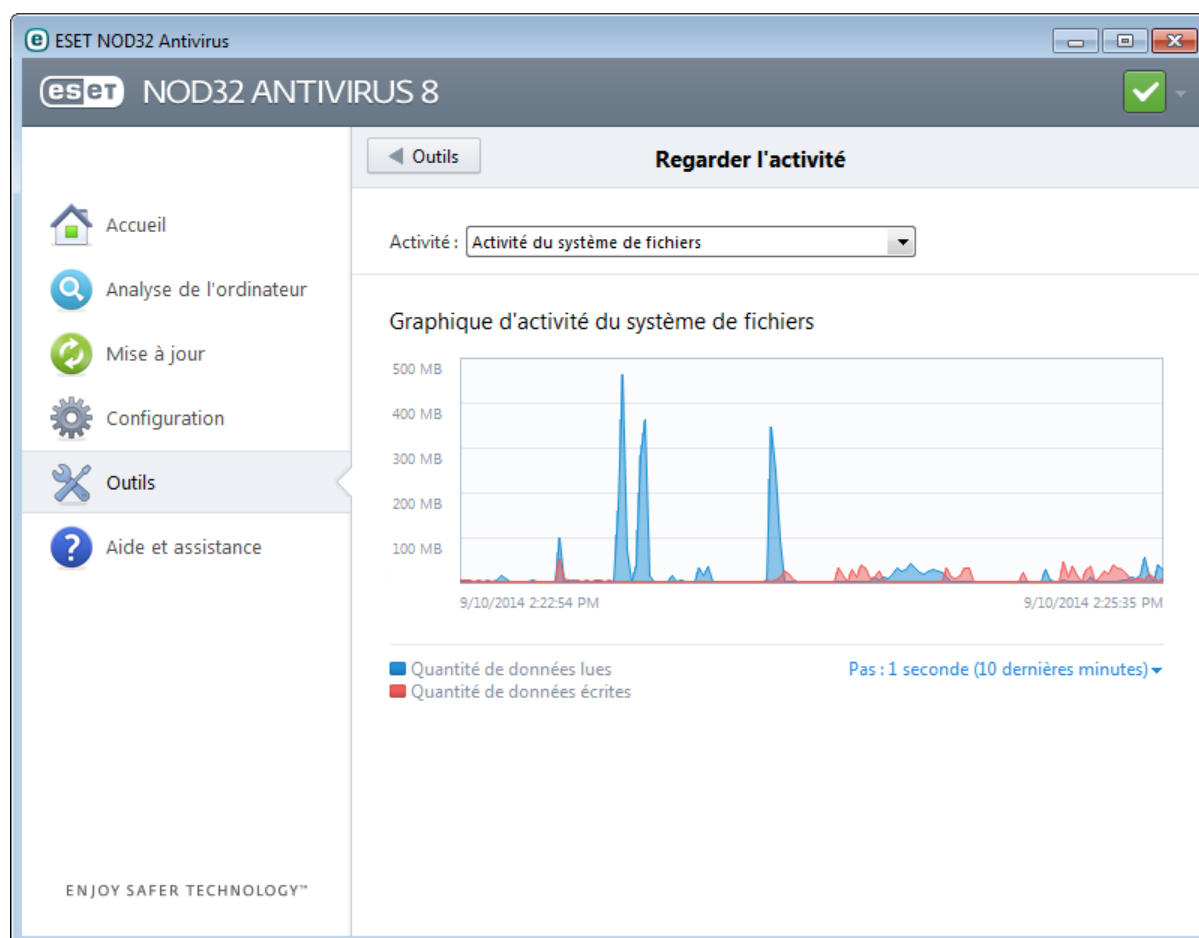 ESET NOD32 Antivirus
eset NOD32 ANTIVIRUS 8
Outils
Regarder l'activité
Accueil
Analyse de l'ordinateur
Mise à jour
Configuration
Outils
Aide et assistance
Activité : Activité du système de fichiers
Graphique d'activité du système de fichiers
500 MB
400 MB
300 MB
200 MB
100 MB
9/10/2014 2:22:54 PM
9/10/2014 2:25:35 PM
Quantité de données lues
Quantité de données écrites
Pas : 1 seconde (10 dernières minutes)
ENJOY SAFER TECHNOLOGY™